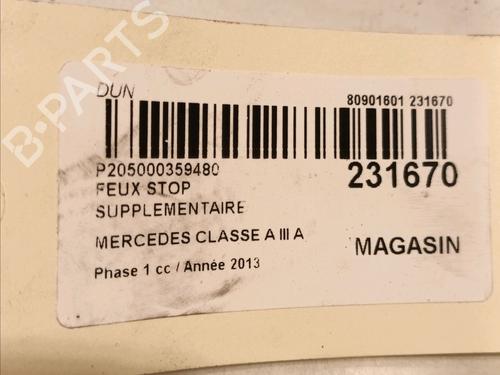 B-PARTS
DUN
80901601 231670
P205000359480
231670
FEUX STOP
SUPPLEMENTAIRE
MERCEDES CLASSE A III A
MAGASIN
Phase 1 cc / Année 2013